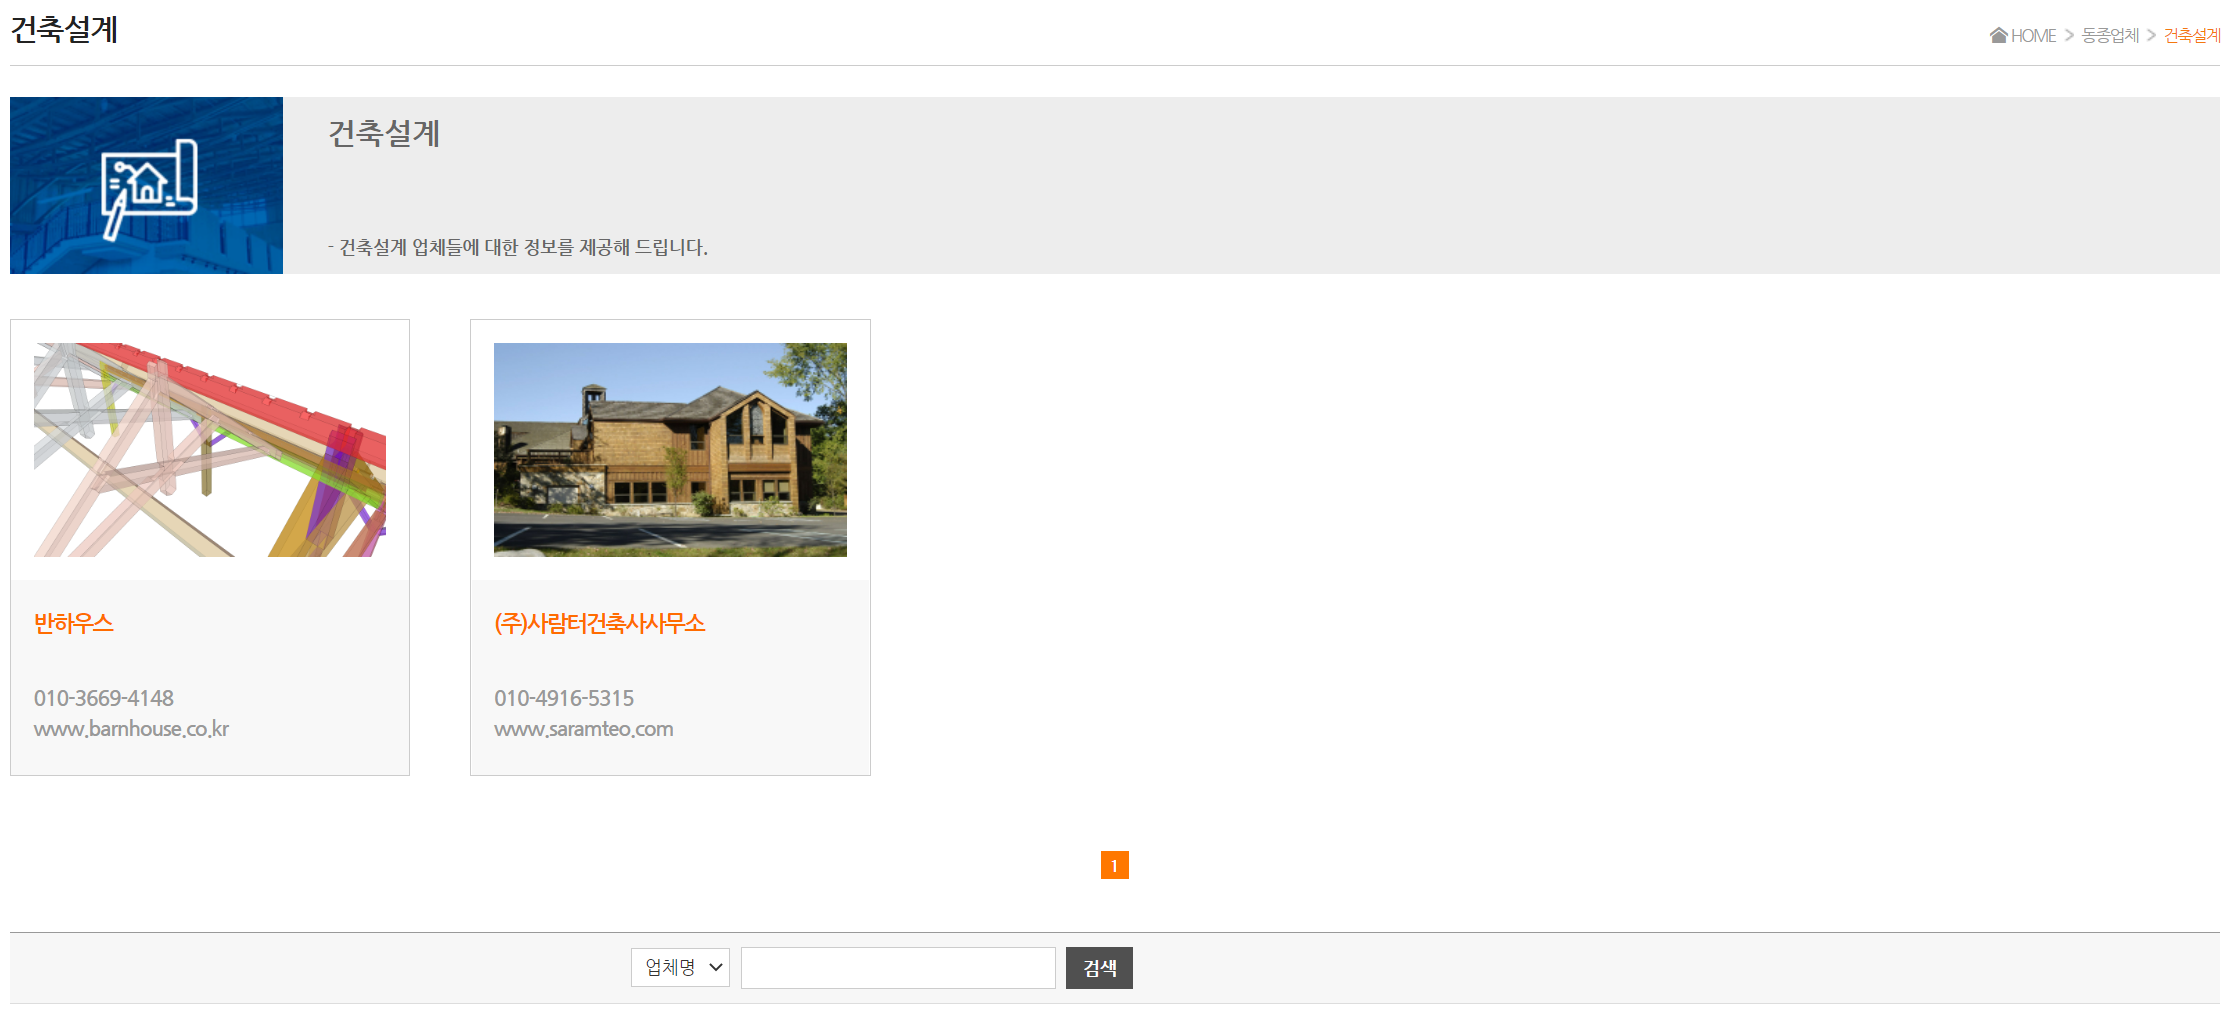 건축설계
HOME > 동종업체 > 건축설계
건축설계
- 건축설계 업체들에 대한 정보를 제공해 드립니다.
반하우스
010-3669-4148
www.barnhouse.co.kr
(주)사람터건축사사무소
010-4916-5315
www.saramteo.com
1
업체명
검색